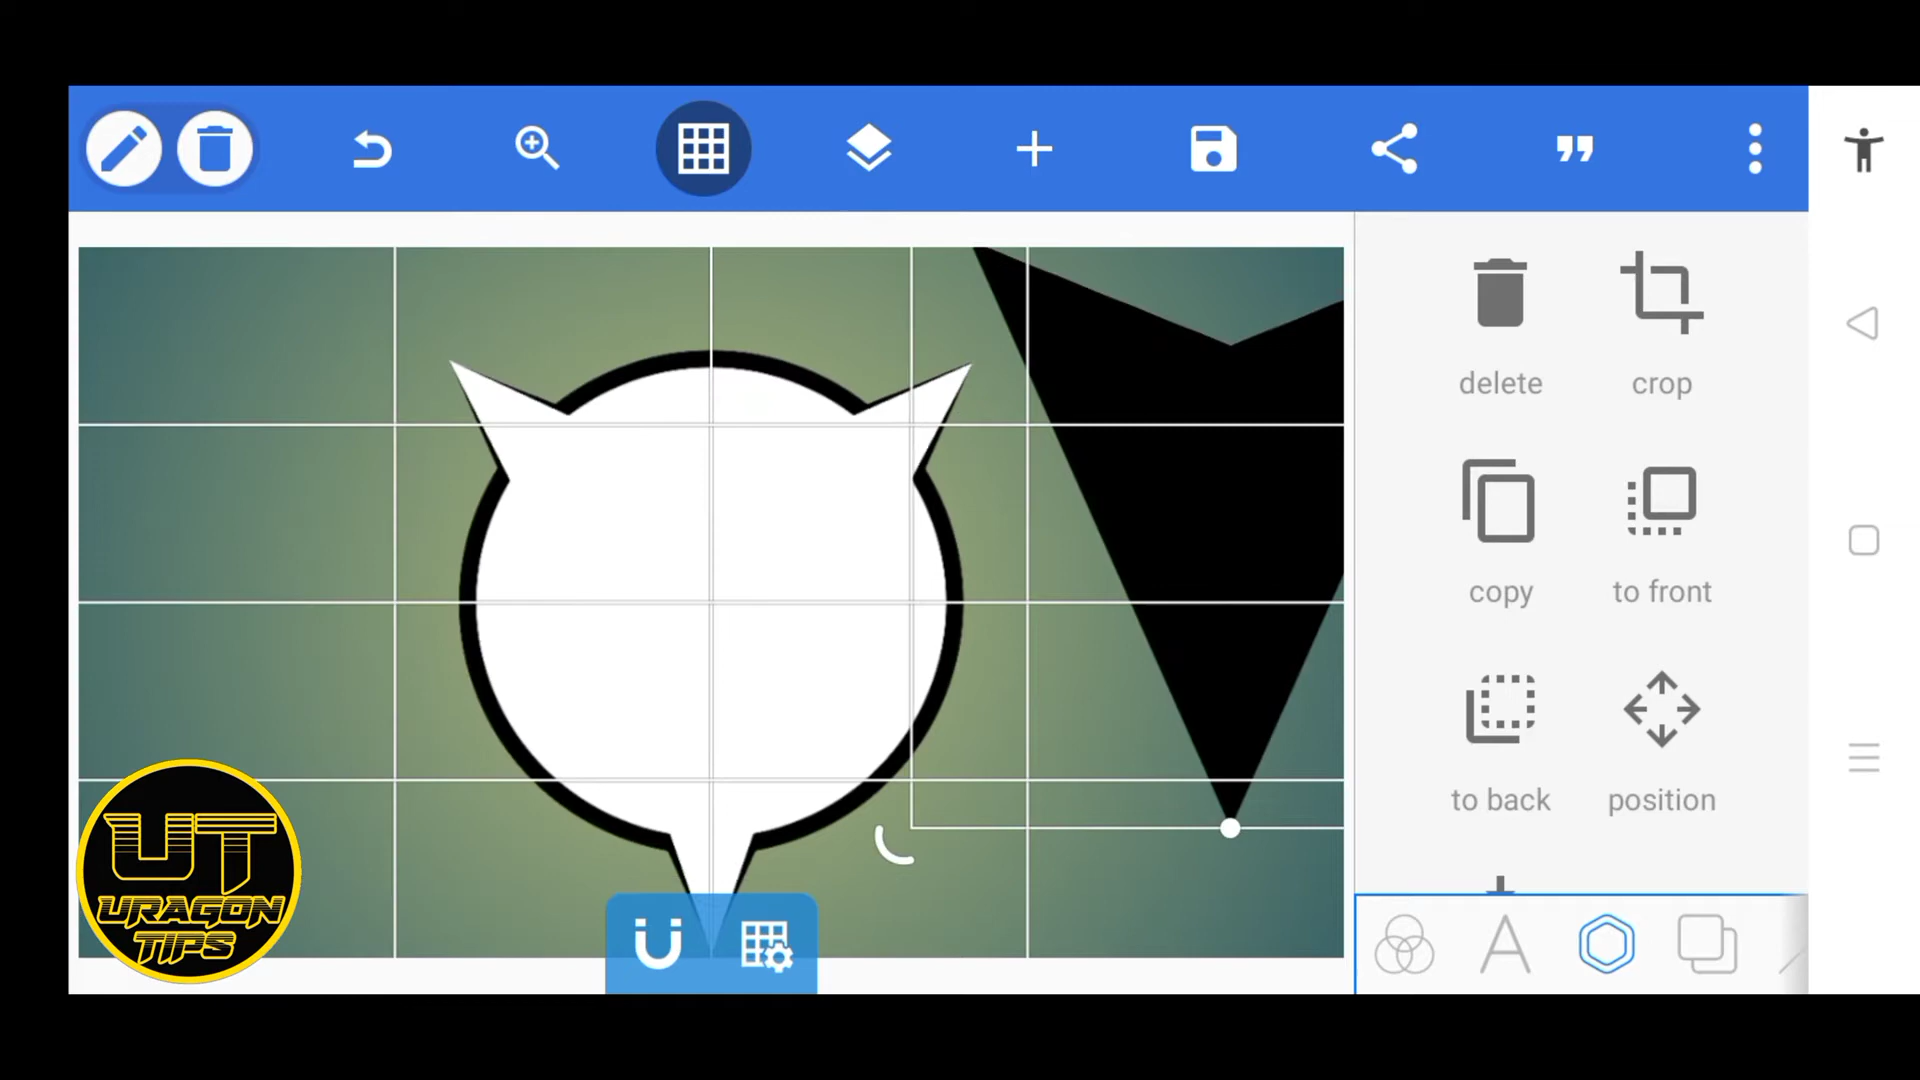 delete
crop
copy
to front
to back
position
UT
URAGON
TIPS